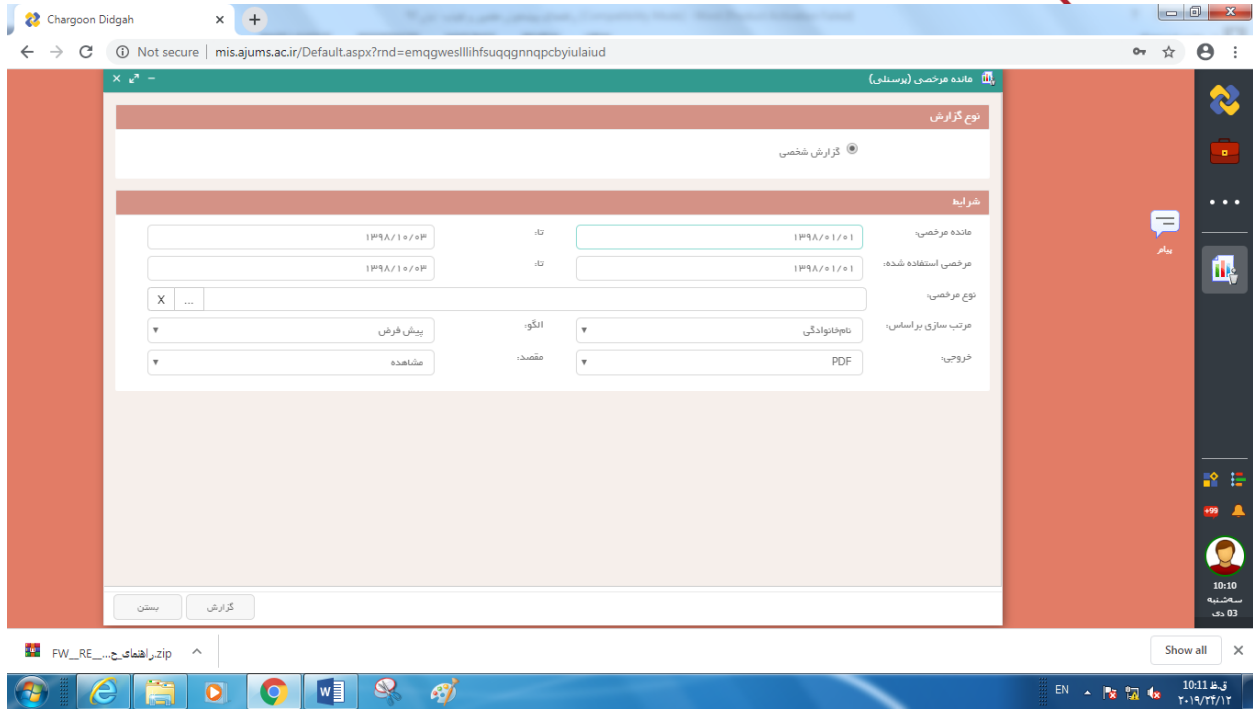 Chargoon Didgah
Not secure | mis.ajums.ac.ir/Default.aspx?rnd=emqgweslllihfsuqqgnnqpcbyiulaiud
مانده مرخصی (پرسنلی)
نوع گزارش
گزارش شخصی
شرایط
مانده مرخصی: ۱۳۹۸/۰۱/۰۱ تا: ۱۳۹۸/۱۰/۰۳
مرخصی استفاده شده: ۱۳۹۸/۰۱/۰۱ تا: ۱۳۹۸/۱۰/۰۳
نوع مرخصی: ... X
مرتب سازی بر اساس: نام‌خانوادگی الگو: پیش فرض
خروجی: PDF مقصد: مشاهده
گزارش بستن
پیام
+99
10:10
سه‌شنبه
03 دی
FW__RE__...راهنمای_ح.zip
Show all
EN
10:11 ق.ظ
۲۰۱۹/۲۴/۱۲